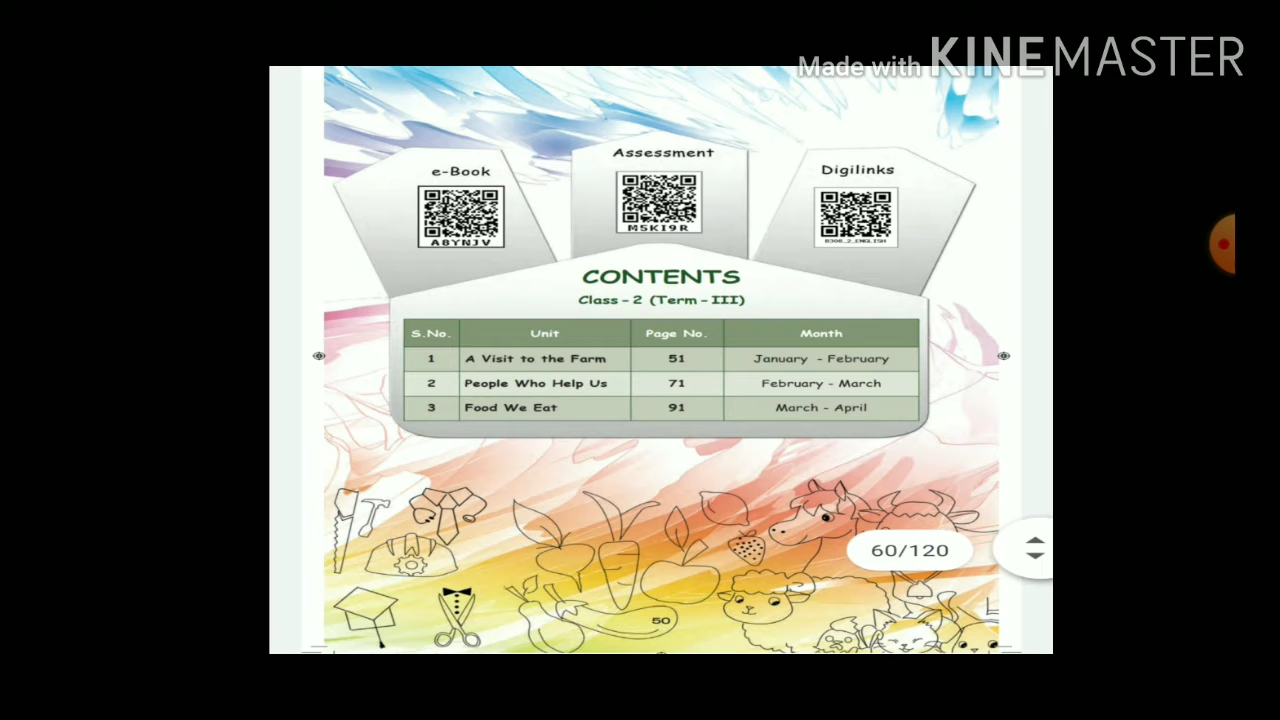 Made with KINEMASTER
e-Book
Assessment
Digilinks
A8YNJV
M5KI9R
B308_2_ENGLISH
CONTENTS
Class - 2 (Term - III)
S.No. Unit Page No. Month
1 A Visit to the Farm 51 January - February
2 People Who Help Us 71 February - March
3 Food We Eat 91 March - April
60/120
50